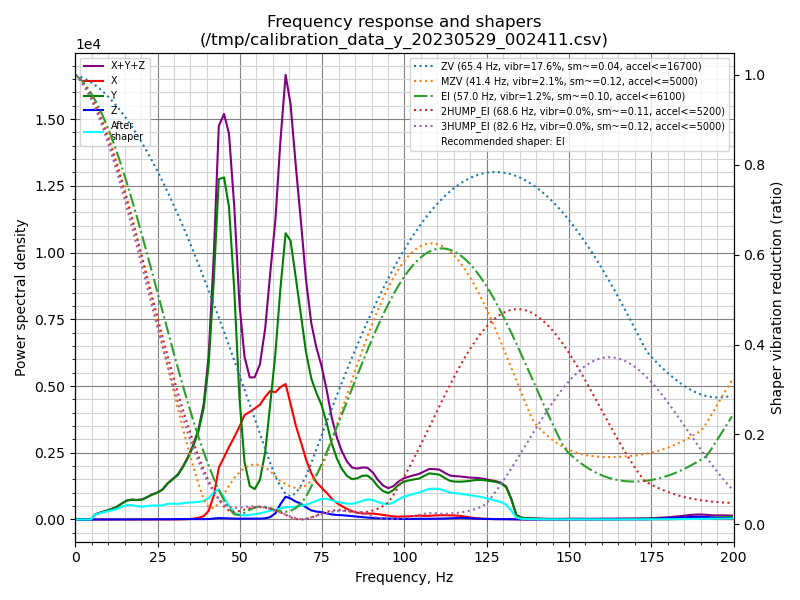 Frequency response and shapers
(/tmp/calibration_data_y_20230529_002411.csv)
1e4
X+Y+Z
X
Y
Z
After
shaper
ZV (65.4 Hz, vibr=17.6%, sm~=0.04, accel<=16700)
MZV (41.4 Hz, vibr=2.1%, sm~=0.12, accel<=5000)
EI (57.0 Hz, vibr=1.2%, sm~=0.10, accel<=6100)
2HUMP_EI (68.6 Hz, vibr=0.0%, sm~=0.11, accel<=5200)
3HUMP_EI (82.6 Hz, vibr=0.0%, sm~=0.12, accel<=5000)
Recommended shaper: EI
Power spectral density
1.50
1.25
1.00
0.75
0.50
0.25
0.00
1.0
0.8
0.6
0.4
0.2
0.0
Shaper vibration reduction (ratio)
0 25 50 75 100 125 150 175 200
Frequency, Hz